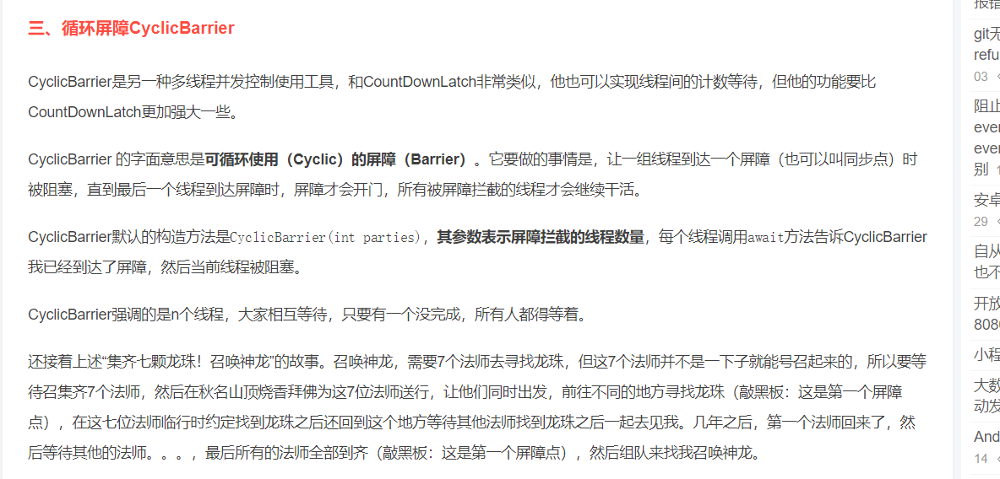 三、循环屏障CyclicBarrier
CyclicBarrier是另一种多线程并发控制使用工具，和CountDownLatch非常类似，他也可以实现线程间的计数等待，但他的功能要比
CountDownLatch更加强大一些。
CyclicBarrier 的字面意思是可循环使用（Cyclic）的屏障（Barrier）。它要做的事情是，让一组线程到达一个屏障（也可以叫同步点）时
被阻塞，直到最后一个线程到达屏障时，屏障才会开门，所有被屏障拦截的线程才会继续干活。
CyclicBarrier默认的构造方法是CyclicBarrier(int parties)，其参数表示屏障拦截的线程数量，每个线程调用await方法告诉CyclicBarrier
我已经到达了屏障，然后当前线程被阻塞。
CyclicBarrier强调的是n个线程，大家相互等待，只要有一个没完成，所有人都得等着。
还接着上述“集齐七颗龙珠！召唤神龙”的故事。召唤神龙，需要7个法师去寻找龙珠，但这7个法师并不是一下子就能号召起来的，所以要等
待召集齐7个法师，然后在秋名山顶烧香拜佛为这7位法师送行，让他们同时出发，前往不同的地方寻找龙珠（敲黑板：这是第一个屏障
点），在这七位法师临行时约定找到龙珠之后还回到这个地方等待其他法师找到龙珠之后一起去见我。几年之后，第一个法师回来了，然
后等待其他的法师。。。，最后所有的法师全部到齐（敲黑板：这是第一个屏障点），然后组队来找我召唤神龙。
报错
git无
refu
03
阻止
ever
ever
别
安卓
29
自从
也不
开放
808
小程
大数
动发
And
14